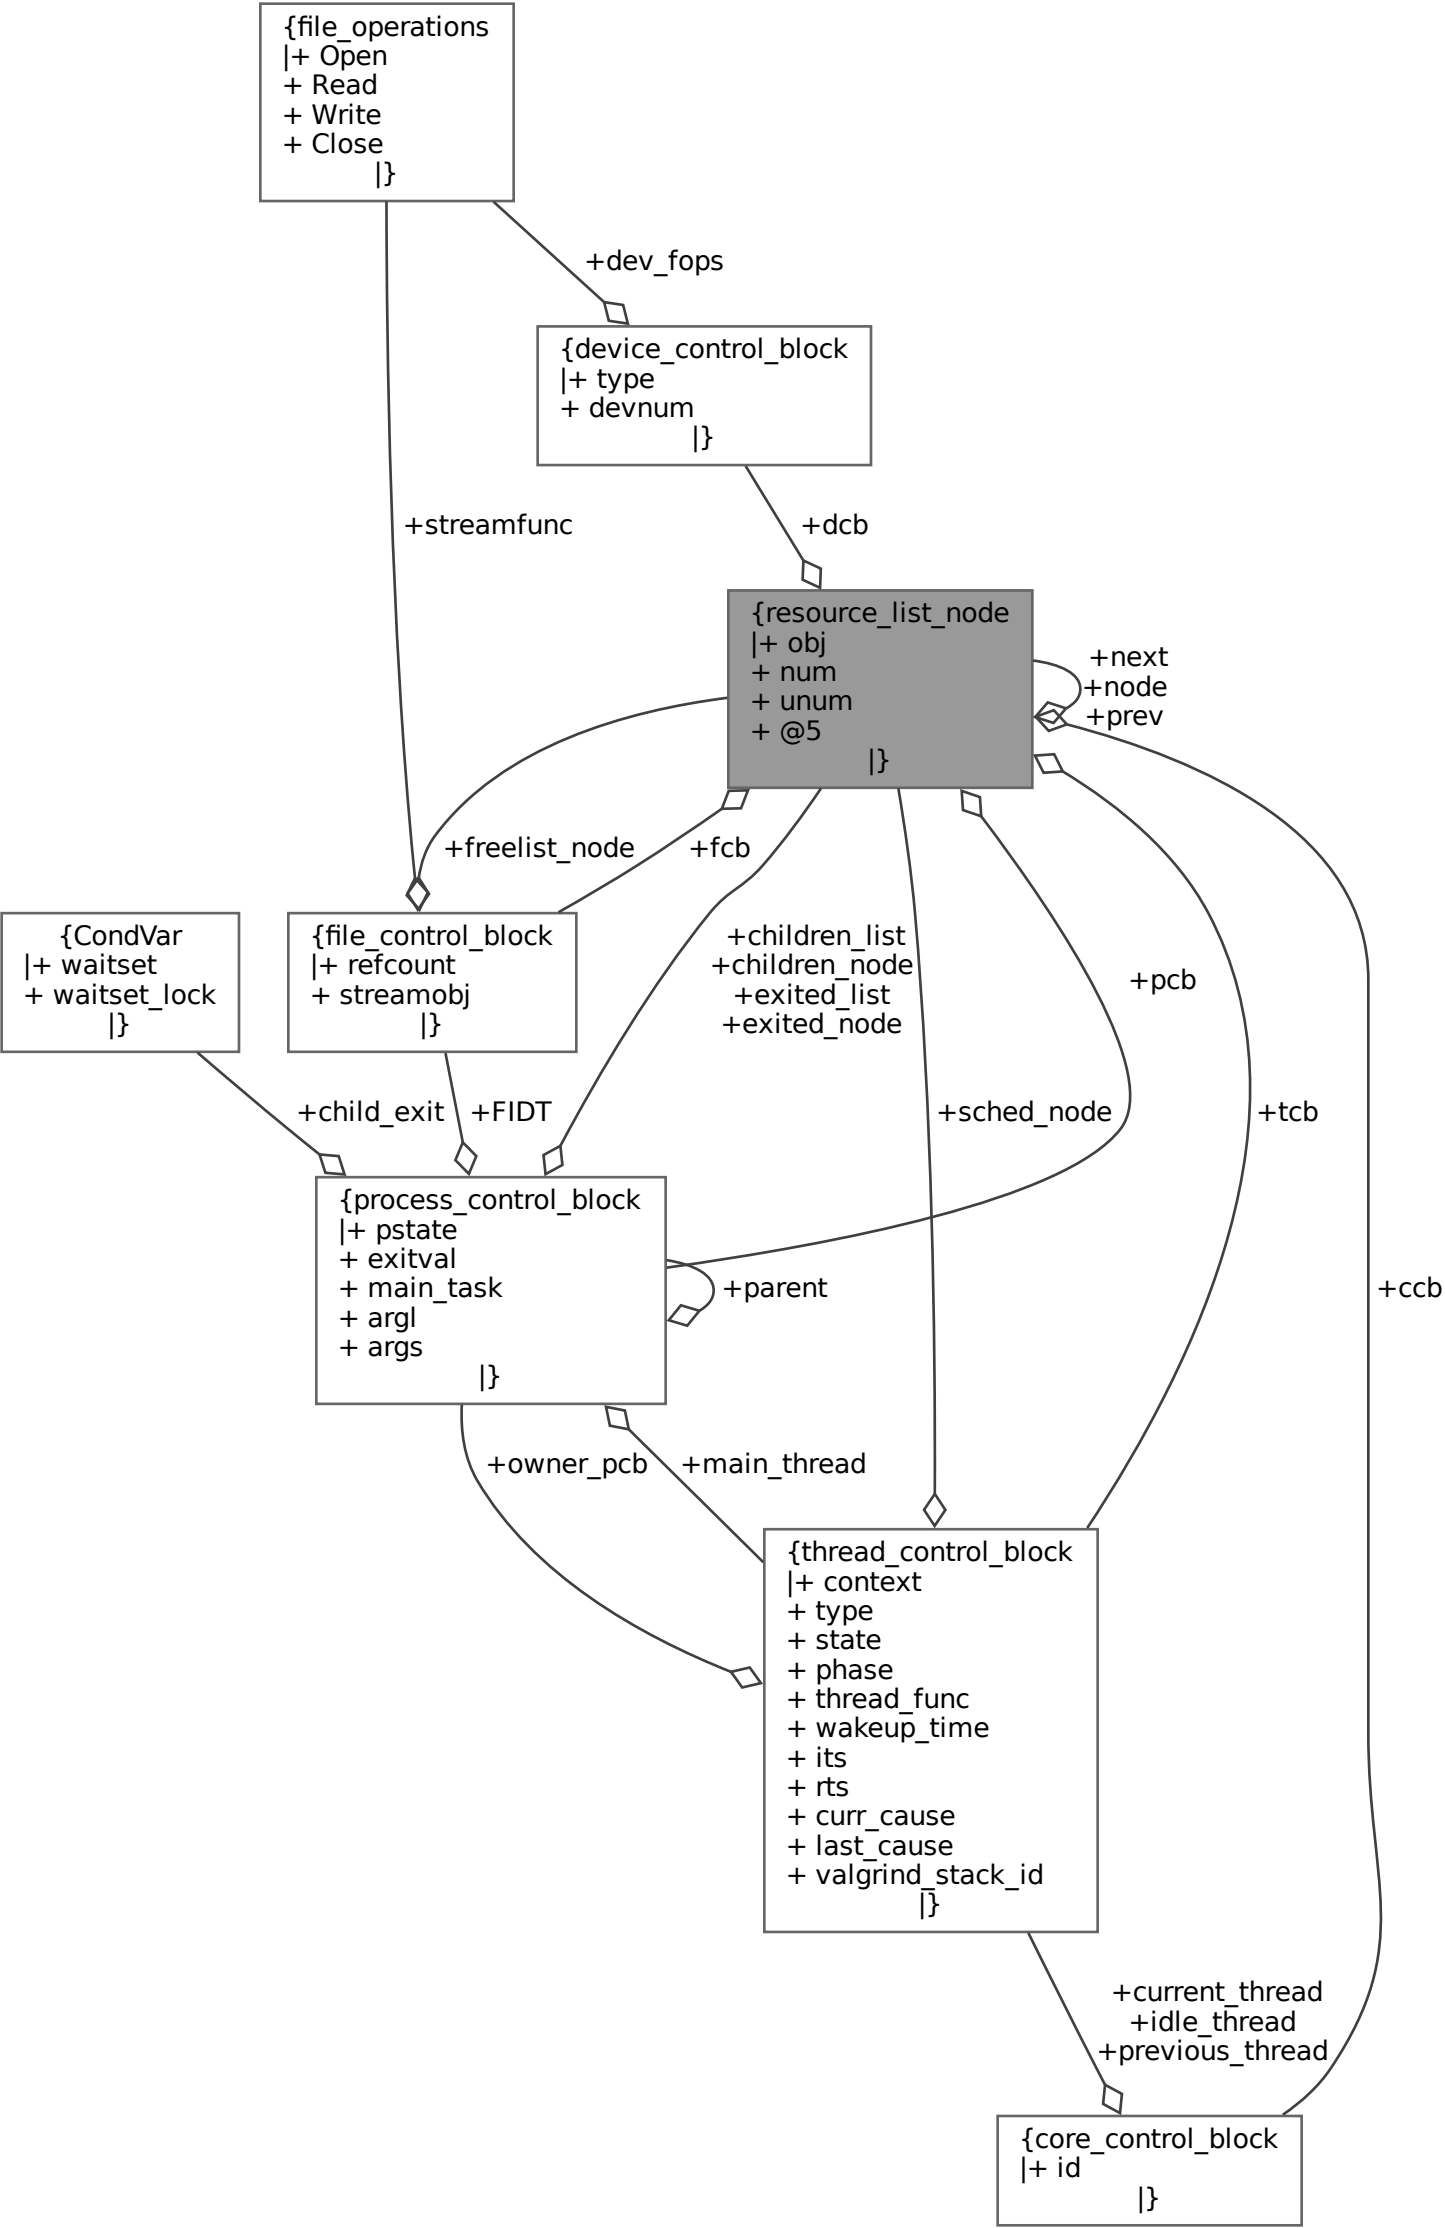 {file_operations
|+ Open
+ Read
+ Write
+ Close
|}
+dev_fops
{device_control_block
|+ type
+ devnum
|}
+streamfunc
+dcb
{resource_list_node
|+ obj
+ num
+ unum
+ @5
|}
+next
+node
+prev
+freelist_node
+fcb
{CondVar
|+ waitset
+ waitset_lock
|}
{file_control_block
|+ refcount
+ streamobj
|}
+children_list
+children_node
+exited_list
+exited_node
+pcb
+child_exit
+FIDT
+sched_node
+tcb
{process_control_block
|+ pstate
+ exitval
+ main_task
+ argl
+ args
|}
+parent
+ccb
+owner_pcb
+main_thread
{thread_control_block
|+ context
+ type
+ state
+ phase
+ thread_func
+ wakeup_time
+ its
+ rts
+ curr_cause
+ last_cause
+ valgrind_stack_id
|}
+current_thread
+idle_thread
+previous_thread
{core_control_block
|+ id
|}